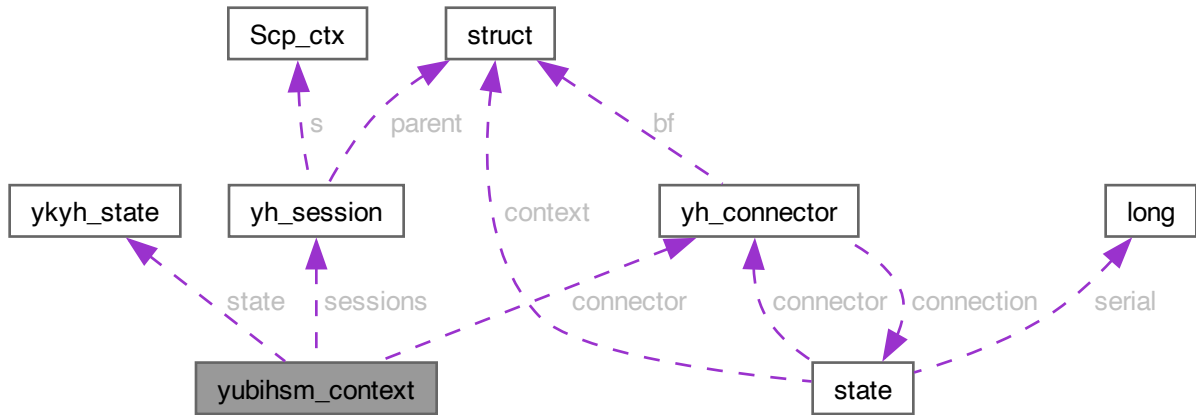 Scp_ctx
struct
s
parent
bf
ykyh_state
yh_session
context
yh_connector
long
state
sessions
connector
connector
connection
serial
yubihsm_context
state